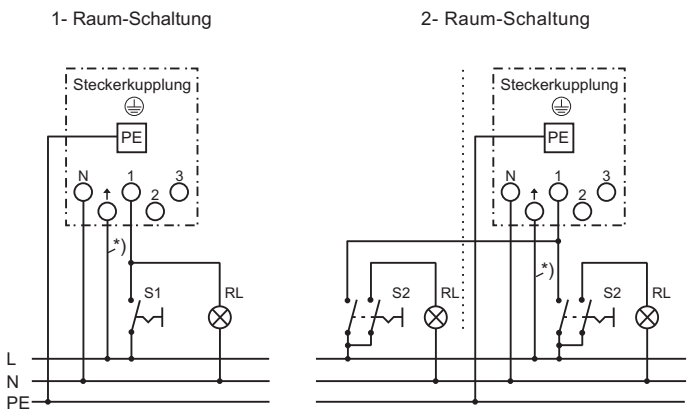 1- Raum-Schaltung
2- Raum-Schaltung
Steckerkupplung
PE
N
1
2
3
*)
S1
RL
Steckerkupplung
PE
N
1
2
3
*)
S2
RL
S2
RL
L
N
PE